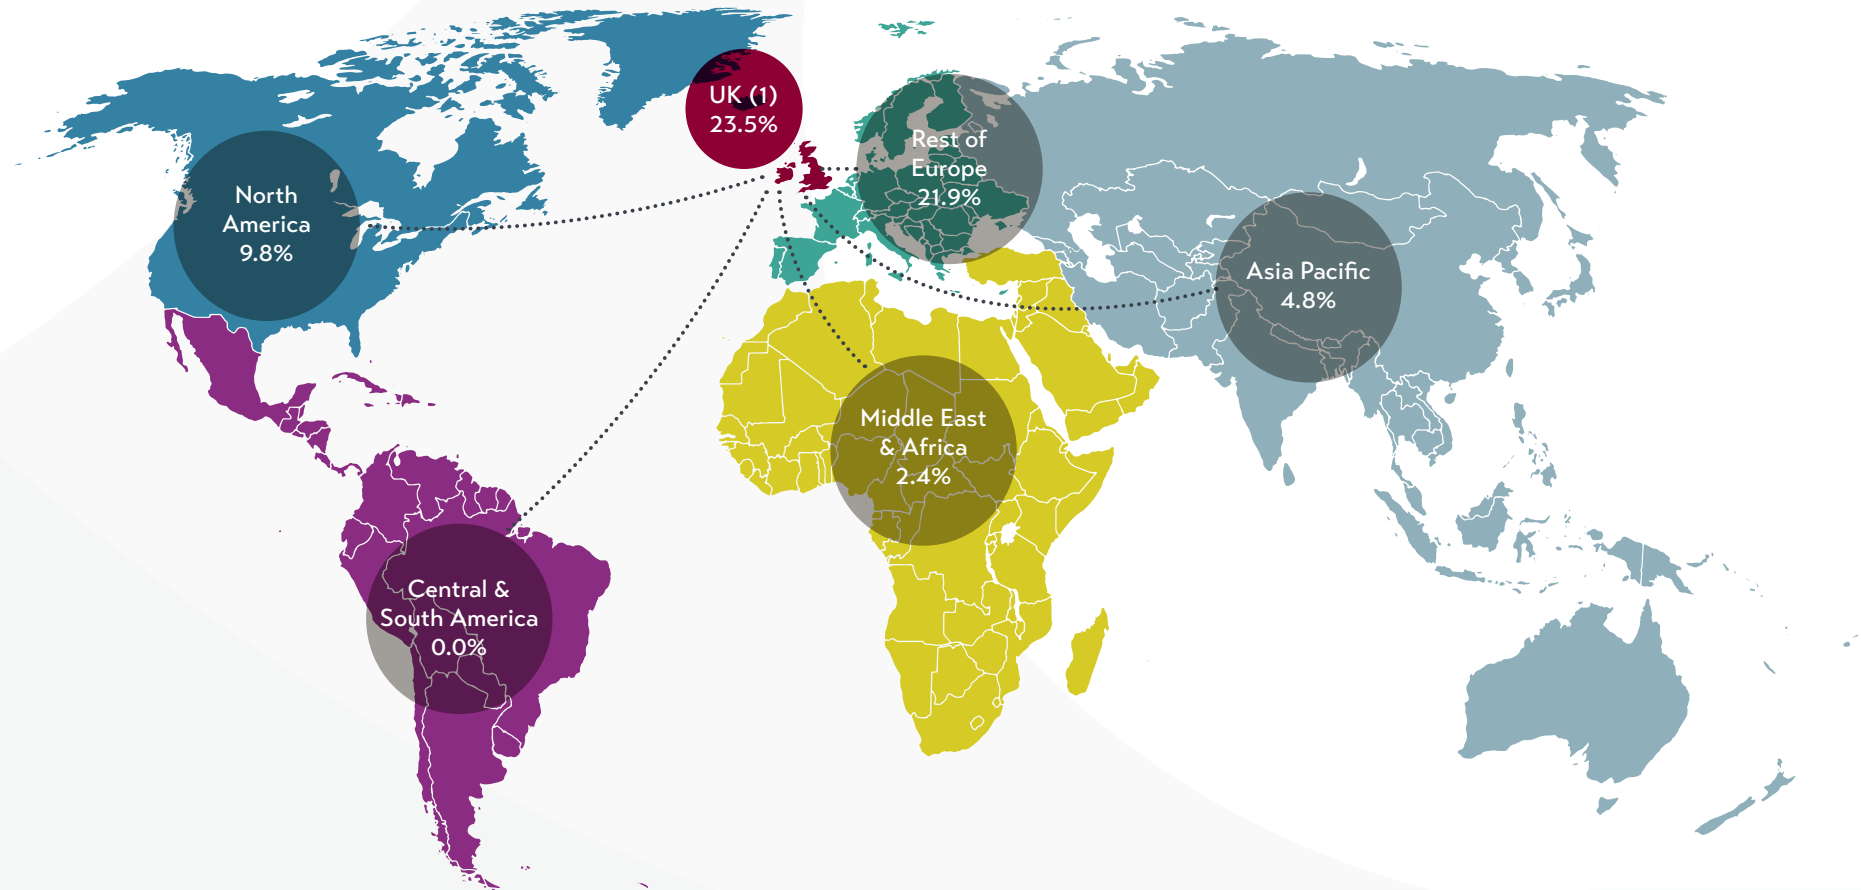 UK (1)
23.5%
Rest of
Europe
21.9%
North
America
9.8%
Asia Pacific
4.8%
Middle East
& Africa
2.4%
Central &
South America
0.0%